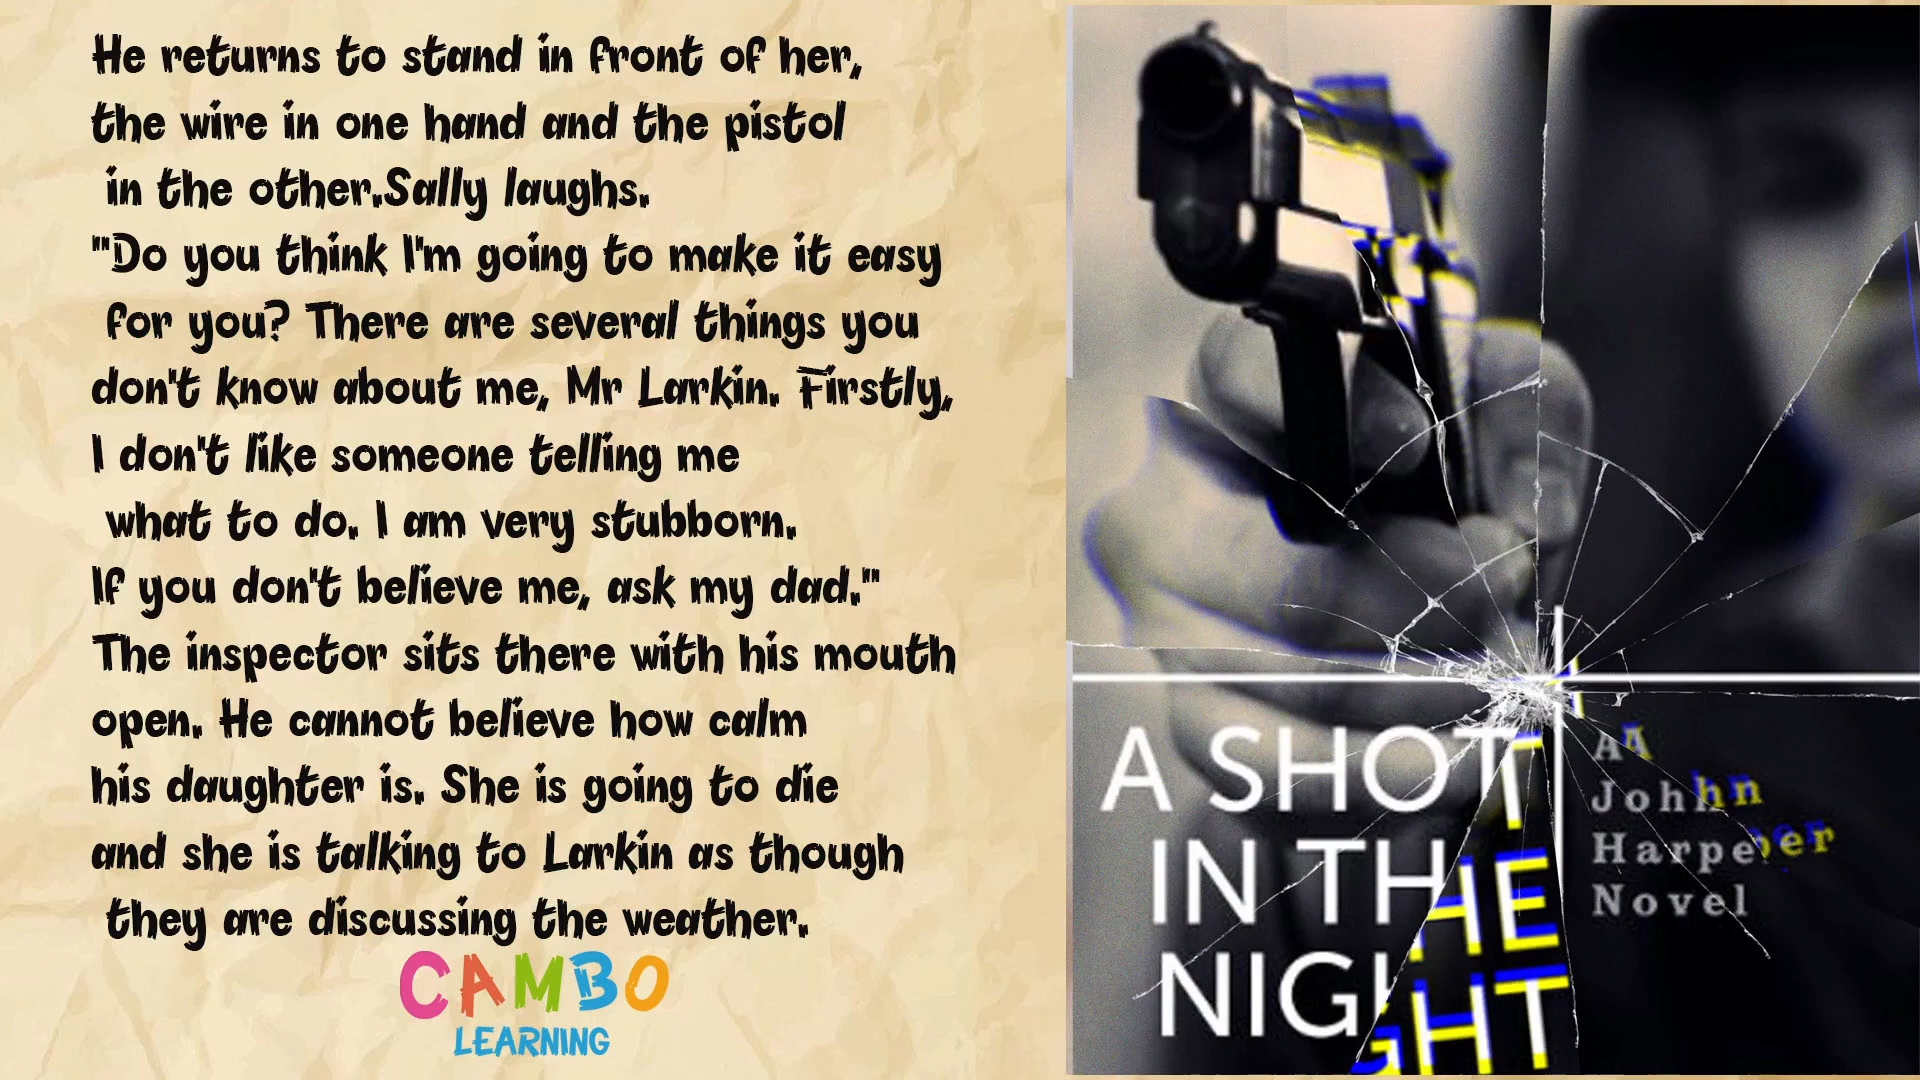 He returns to stand in front of her,
the wire in one hand and the pistol
in the other.Sally laughs.
"'Do you think I'm going to make it easy
for you? There are several things you
don't know about me, Mr Larkin. Firstly,
I don't like someone telling me
what to do. I am very stubborn.
If you don't believe me, ask my dad.'"
The inspector sits there with his mouth
open. He cannot believe how calm
his daughter is. She is going to die
and she is talking to Larkin as though
they are discussing the weather.
CAMBO
LEARNING
A SHOT
IN THE
NIGHT
A
John
Harper
Novel